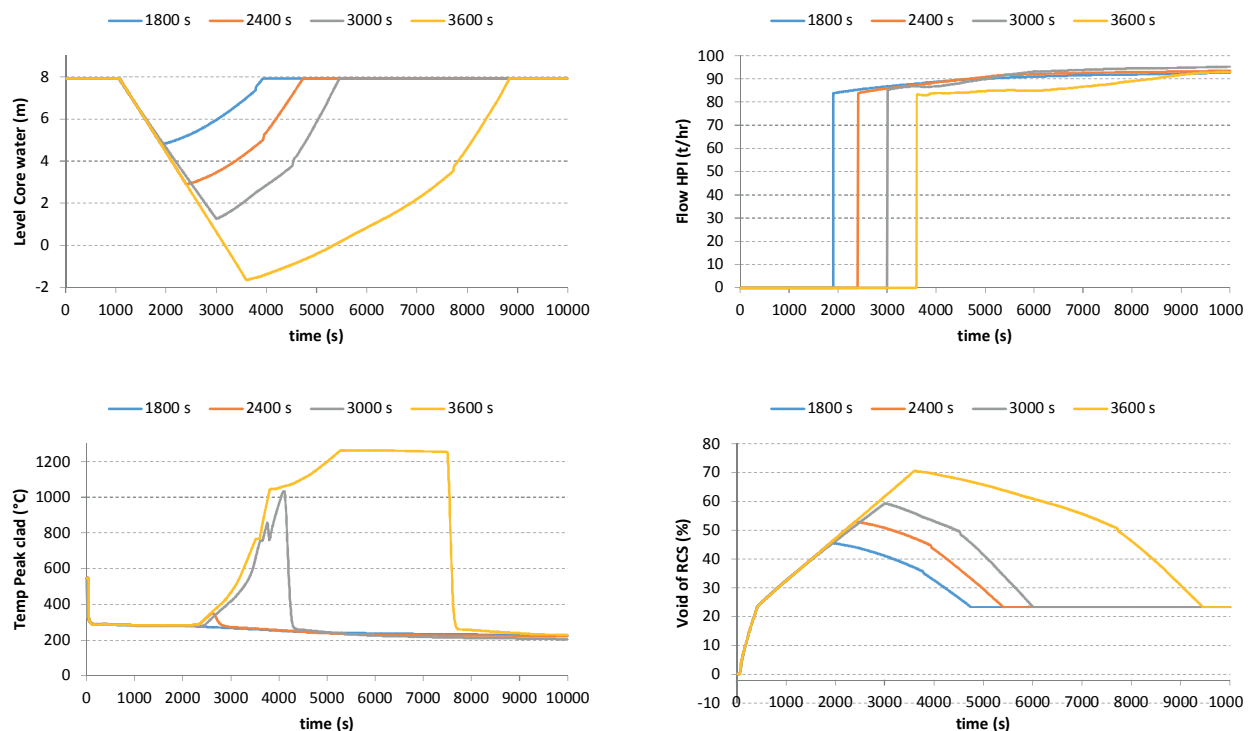 1800 s 2400 s 3000 s 3600 s
10
8
6
4
2
0
-2
Level Core water (m)
0 1000 2000 3000 4000 5000 6000 7000 8000 9000 10000
time (s)
1800 s 2400 s 3000 s 3600 s
100
90
80
70
60
50
40
30
20
10
0
Flow HPI (t/hr)
0 1000 2000 3000 4000 5000 6000 7000 8000 9000 1000
time (s)
1800 s 2400 s 3000 s 3600 s
1200
1000
800
600
400
200
0
Temp Peak clad (°C)
0 1000 2000 3000 4000 5000 6000 7000 8000 9000 10000
time (s)
1800 s 2400 s 3000 s 3600 s
80
70
60
50
40
30
20
10
0
-10
Void of RCS (%)
0 1000 2000 3000 4000 5000 6000 7000 8000 9000 1000
time (s)